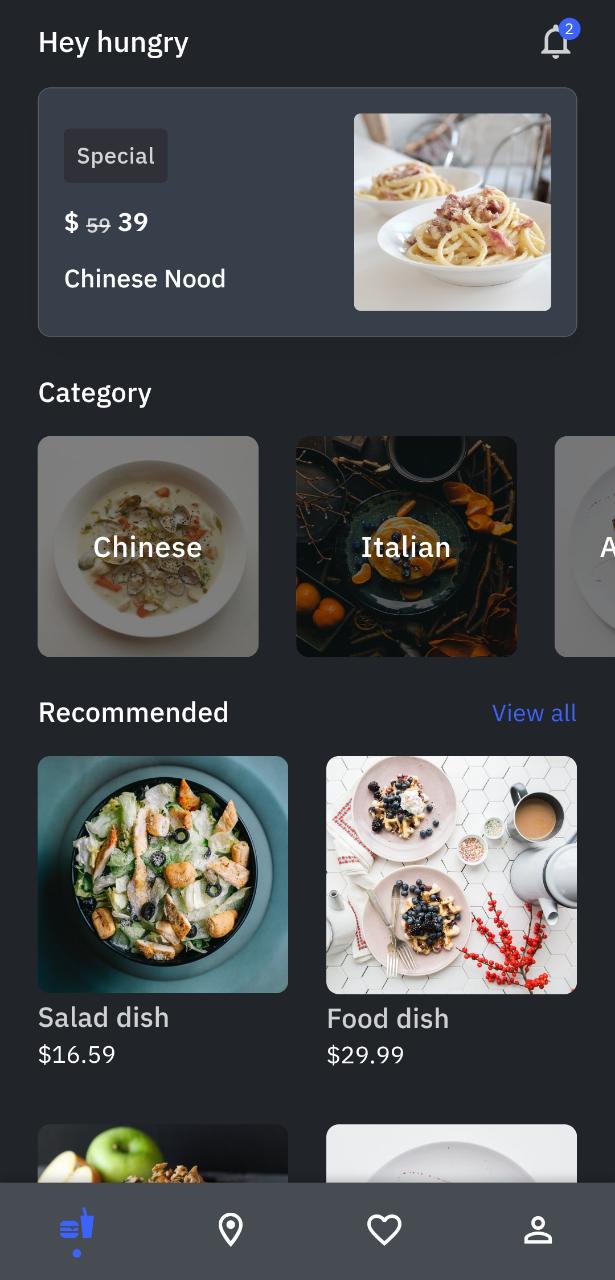 Hey hungry
2
Special
$ 59 39
Chinese Nood
Category
Chinese
Italian
A
Recommended
View all
Salad dish
Food dish
$16.59
$29.99